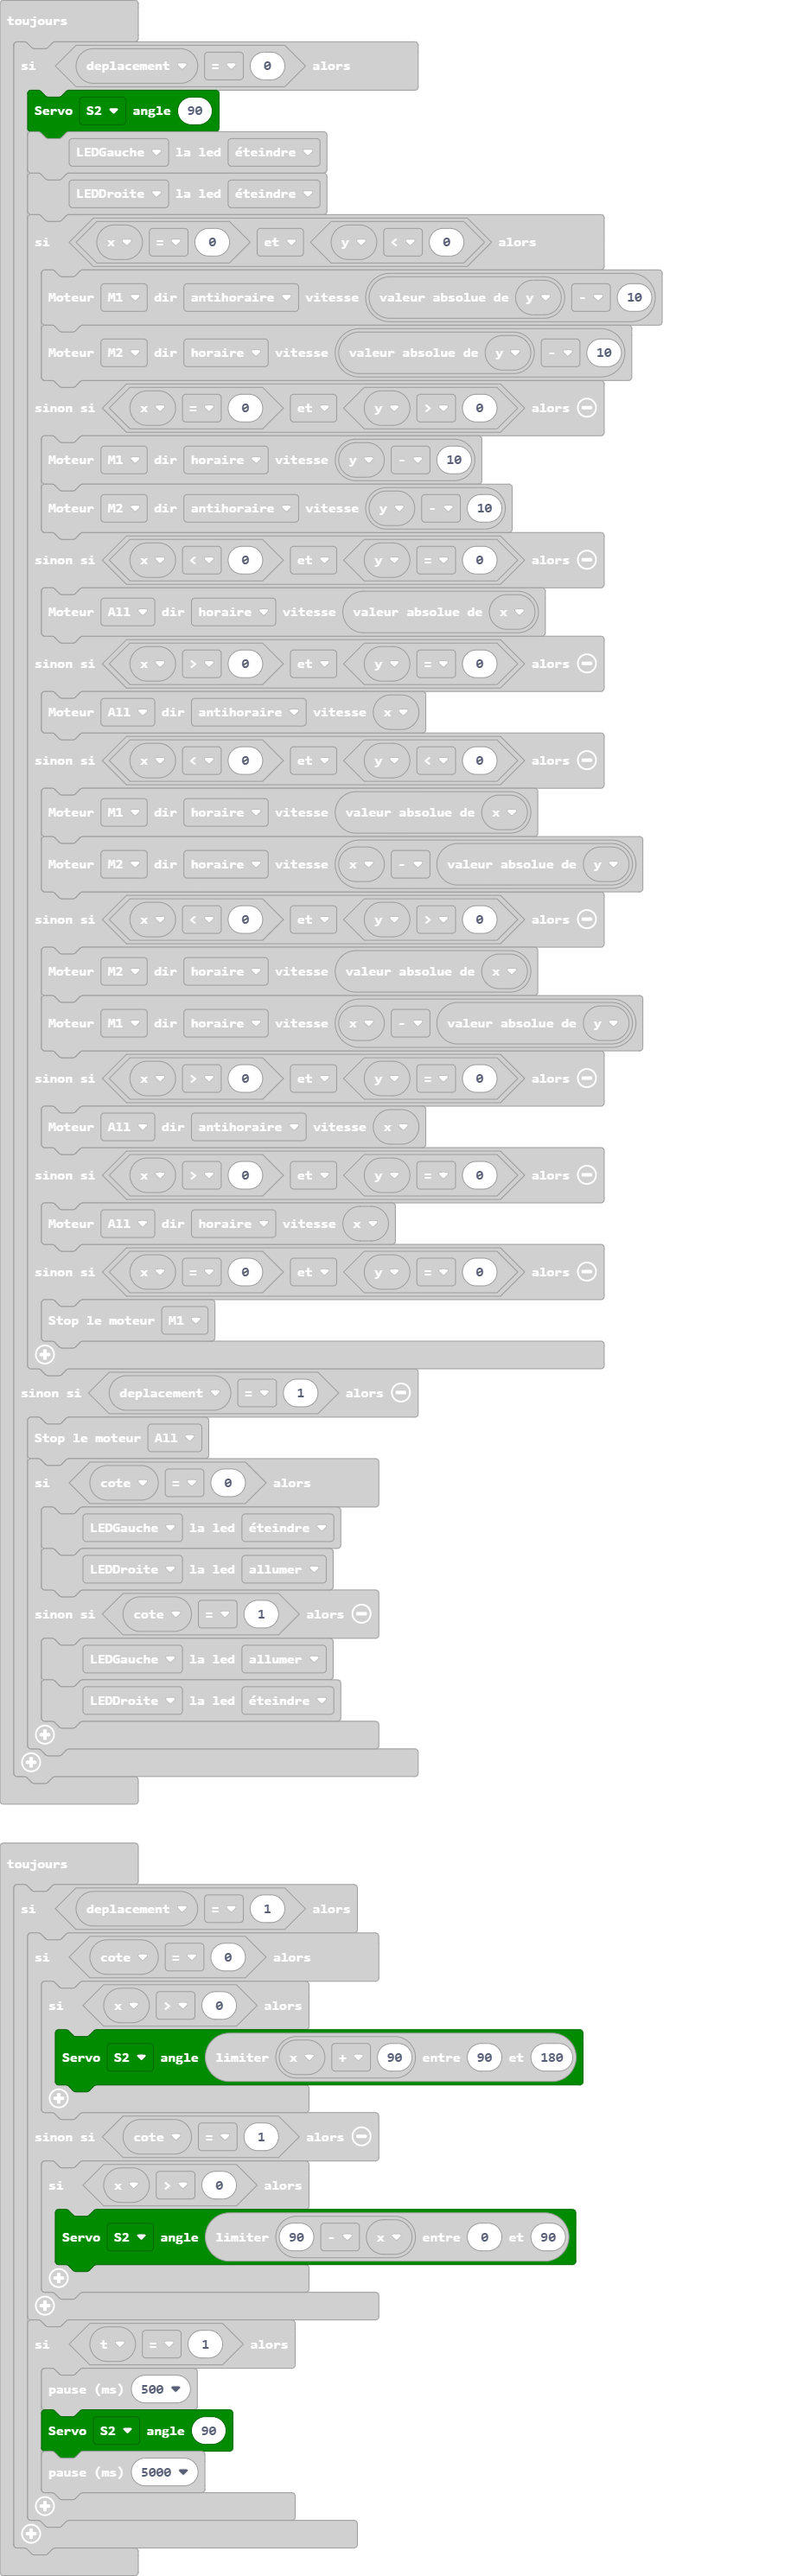 toujours
si deplacement = 0 alors
Servo S2 angle 90
LEDGauche la led éteindre
LEDDroite la led éteindre
si x = 0 et y < 0 alors
Moteur M1 dir antihoraire vitesse valeur absolue de y - 10
Moteur M2 dir horaire vitesse valeur absolue de y - 10
sinon si x = 0 et y > 0 alors
Moteur M1 dir horaire vitesse y - 10
Moteur M2 dir antihoraire vitesse y - 10
sinon si x < 0 et y = 0 alors
Moteur All dir horaire vitesse valeur absolue de x
sinon si x > 0 et y = 0 alors
Moteur All dir antihoraire vitesse x
sinon si x < 0 et y < 0 alors
Moteur M1 dir horaire vitesse valeur absolue de x
Moteur M2 dir horaire vitesse x - valeur absolue de y
sinon si x < 0 et y > 0 alors
Moteur M2 dir horaire vitesse valeur absolue de x
Moteur M1 dir horaire vitesse x - valeur absolue de y
sinon si x > 0 et y = 0 alors
Moteur All dir antihoraire vitesse x
sinon si x > 0 et y = 0 alors
Moteur All dir horaire vitesse x
sinon si x = 0 et y = 0 alors
Stop le moteur M1
sinon si deplacement = 1 alors
Stop le moteur All
si cote = 0 alors
LEDGauche la led éteindre
LEDDroite la led allumer
sinon si cote = 1 alors
LEDGauche la led allumer
LEDDroite la led éteindre
toujours
si deplacement = 1 alors
si cote = 0 alors
si x > 0 alors
Servo S2 angle limiter x + 90 entre 90 et 180
sinon si cote = 1 alors
si x > 0 alors
Servo S2 angle limiter 90 - x entre 0 et 90
si t = 1 alors
pause (ms) 500
Servo S2 angle 90
pause (ms) 5000